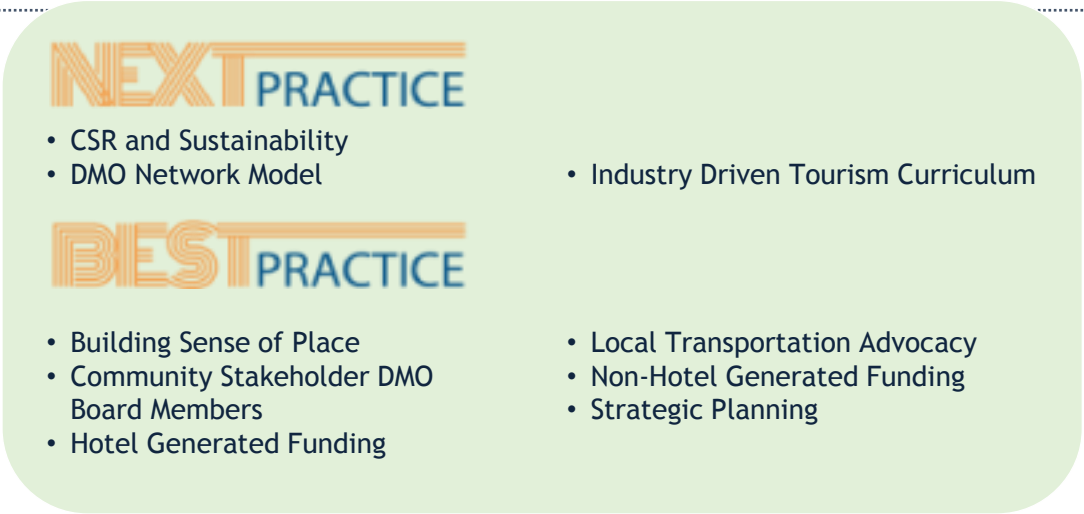 NEXT PRACTICE
• CSR and Sustainability
• DMO Network Model
• Industry Driven Tourism Curriculum
BEST PRACTICE
• Building Sense of Place
• Community Stakeholder DMO
Board Members
• Hotel Generated Funding
• Local Transportation Advocacy
• Non-Hotel Generated Funding
• Strategic Planning